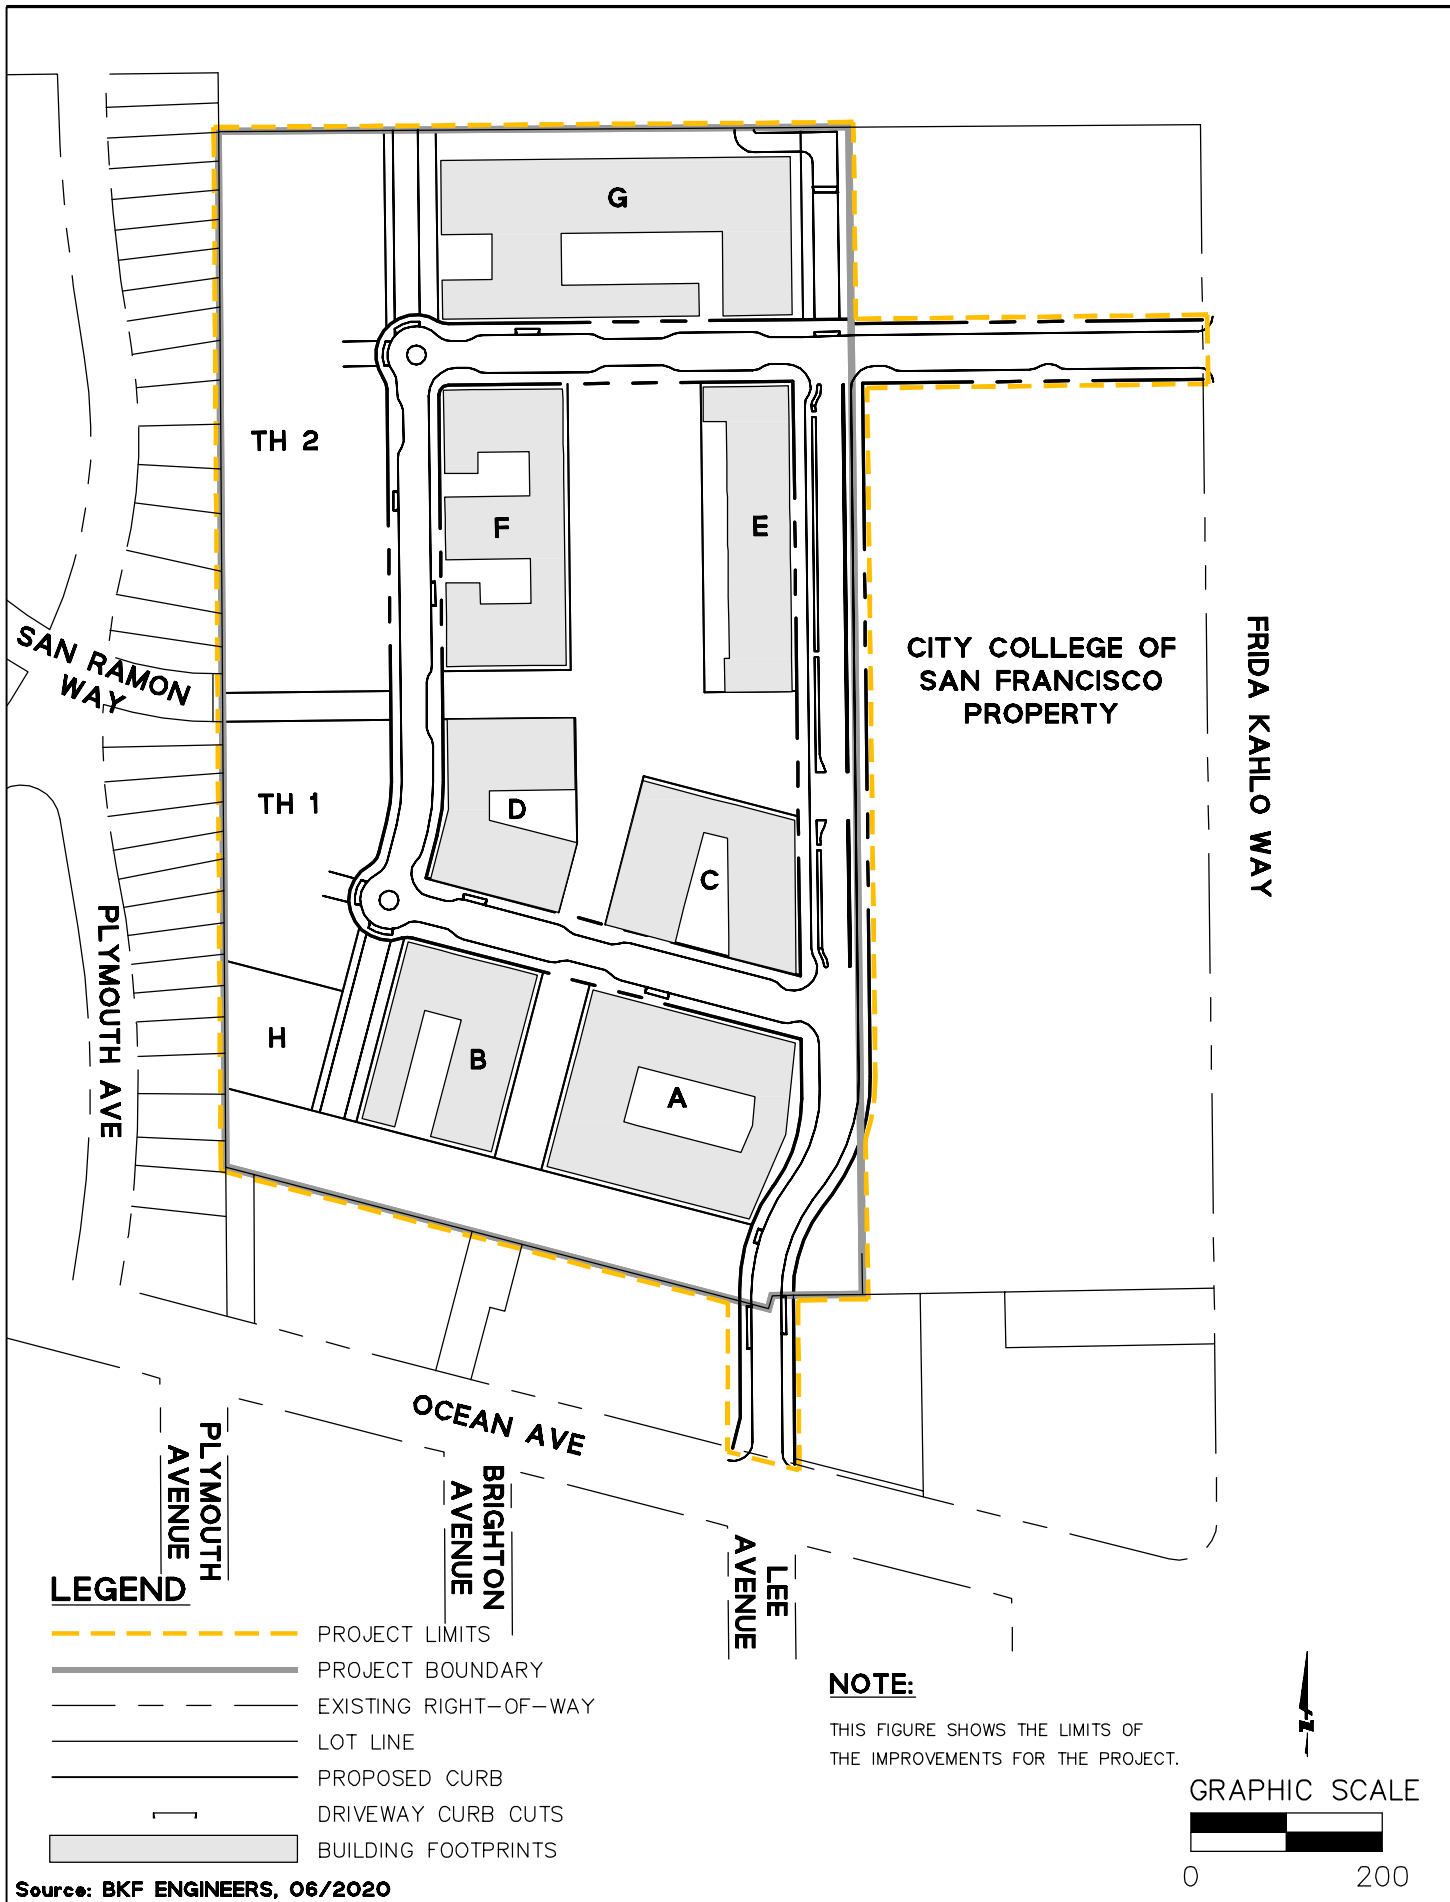 G
TH 2
F
E
SAN RAMON
WAY
CITY COLLEGE OF
SAN FRANCISCO
PROPERTY
FRIDA KAHLO WAY
TH 1
D
C
PLYMOUTH AVE
H
B
A
OCEAN AVE
PLYMOUTH
AVENUE
BRIGHTON
AVENUE
LEE
AVENUE
LEGEND
PROJECT LIMITS
PROJECT BOUNDARY
EXISTING RIGHT-OF-WAY
LOT LINE
PROPOSED CURB
DRIVEWAY CURB CUTS
BUILDING FOOTPRINTS
NOTE:
THIS FIGURE SHOWS THE LIMITS OF
THE IMPROVEMENTS FOR THE PROJECT.
N
GRAPHIC SCALE
0 200
Source: BKF ENGINEERS, 06/2020